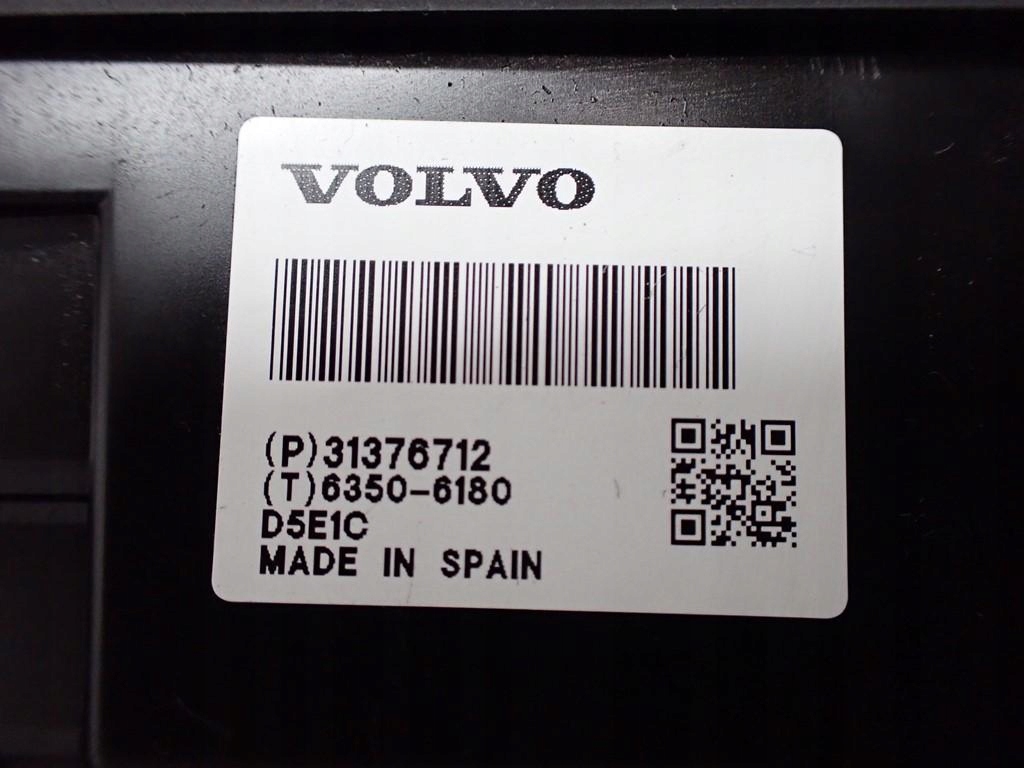 VOLVO
(P)31376712
(T)6350-6180
D5E1C
MADE IN SPAIN